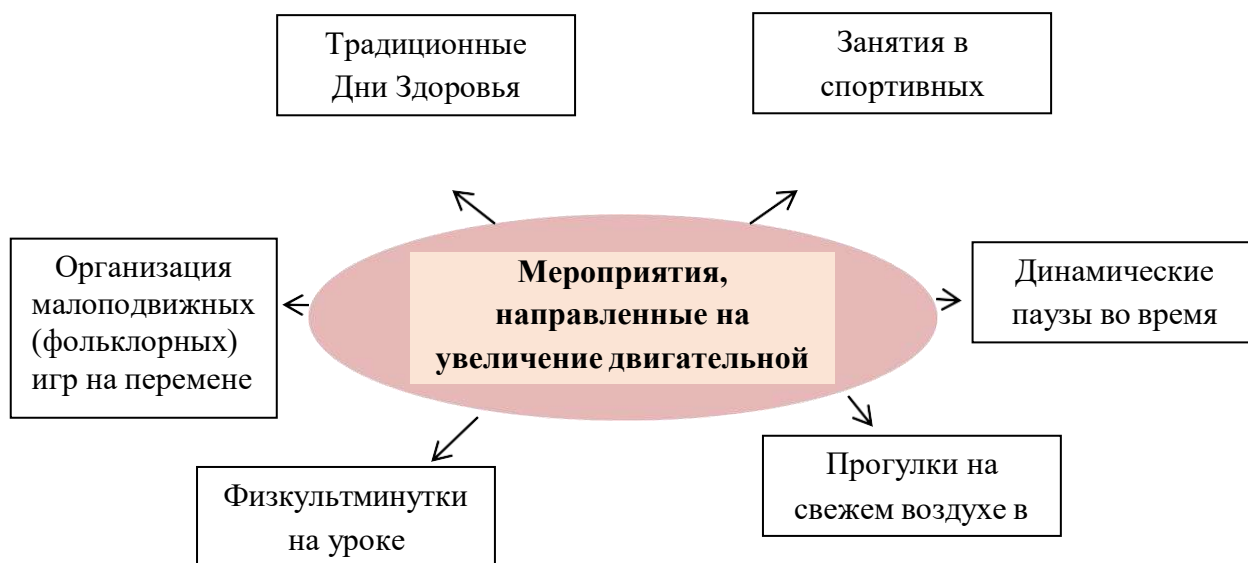 Традиционные
Дни Здоровья
Занятия в
спортивных
Организация
малоподвижных
(фольклорных)
игр на перемене
Мероприятия,
направленные на
увеличение двигательной
Динамические
паузы во время
Физкультминутки
на уроке
Прогулки на
свежем воздухе в